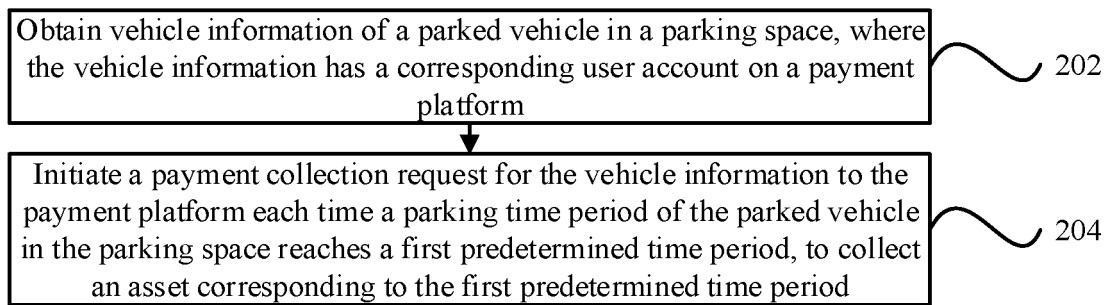 Obtain vehicle information of a parked vehicle in a parking space, where
the vehicle information has a corresponding user account on a payment
platform
202
Initiate a payment collection request for the vehicle information to the
payment platform each time a parking time period of the parked vehicle
in the parking space reaches a first predetermined time period, to collect
an asset corresponding to the first predetermined time period
204